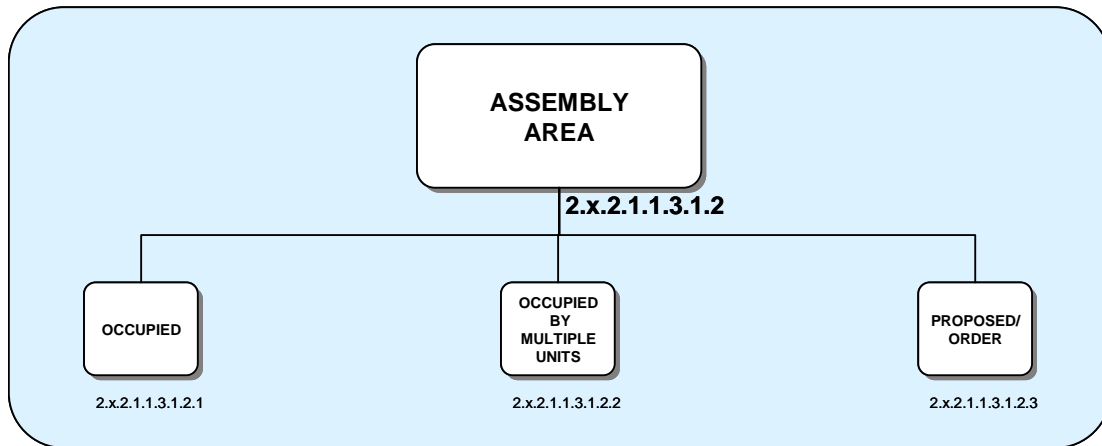 ASSEMBLY
AREA
2.x.2.1.1.3.1.2
OCCUPIED
OCCUPIED
BY
MULTIPLE
UNITS
PROPOSED/
ORDER
2.x.2.1.1.3.1.2.1
2.x.2.1.1.3.1.2.2
2.x.2.1.1.3.1.2.3